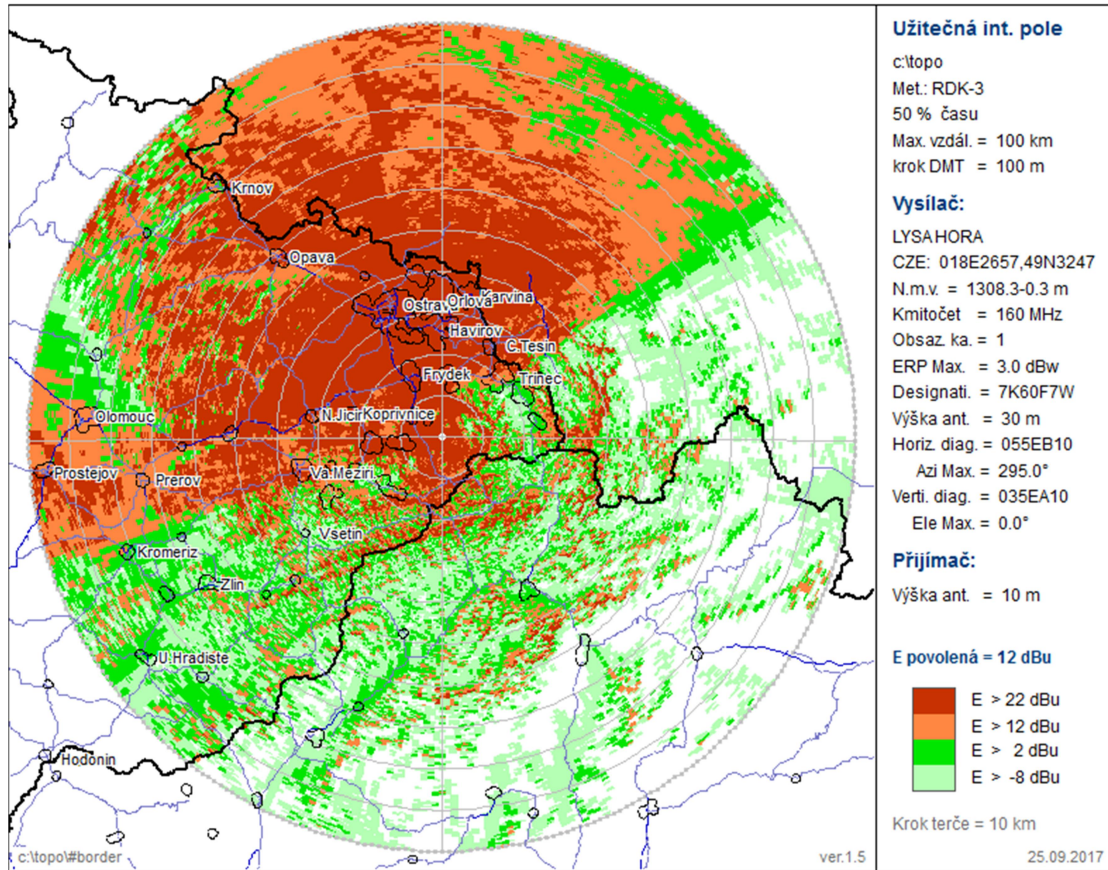 Krnov
Opava
Ostrava
Orlova
Karvina
Havirov
C.Tesin
Frydek
Trinec
N.Jicin
Koprivnice
Olomouc
Prostejov
Prerov
Va.Meziri
Vsetin
Kromeriz
Zlin
U.Hradiste
Hodonin
c:\topo\#border
ver.1.5
Užitečná int. pole
c:\topo
Met.: RDK-3
50 % času
Max. vzdál. = 100 km
krok DMT = 100 m
Vysílač:
LYSAHORA
CZE: 018E2657,49N3247
N.m.v. = 1308.3-0.3 m
Kmitočet = 160 MHz
Obsaz. ka. = 1
ERP Max. = 3.0 dBw
Designati. = 7K60F7W
Výška ant. = 30 m
Horiz. diag. = 055EB10
Azi Max. = 295.0°
Verti. diag. = 035EA10
Ele Max. = 0.0°
Přijímač:
Výška ant. = 10 m
E povolená = 12 dBu
E > 22 dBu
E > 12 dBu
E > 2 dBu
E > -8 dBu
Krok terče = 10 km
25.09.2017